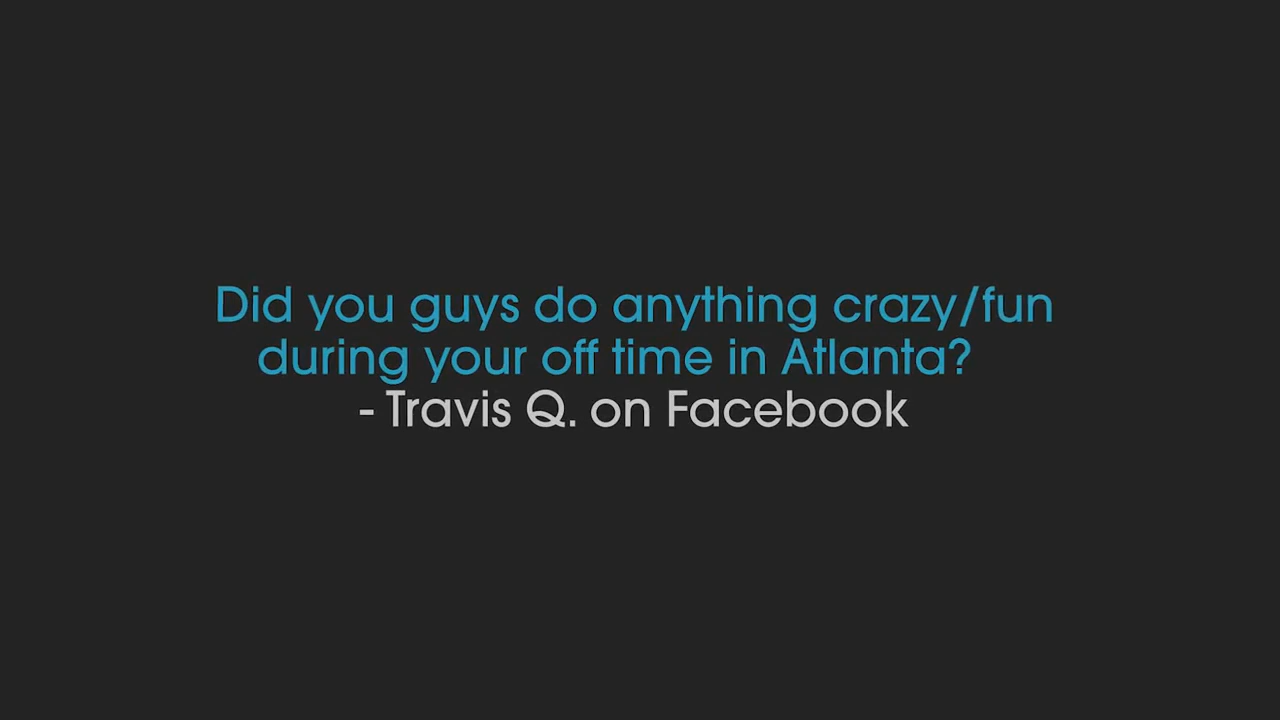 Did you guys do anything crazy/fun
during your off time in Atlanta?
- Travis Q. on Facebook